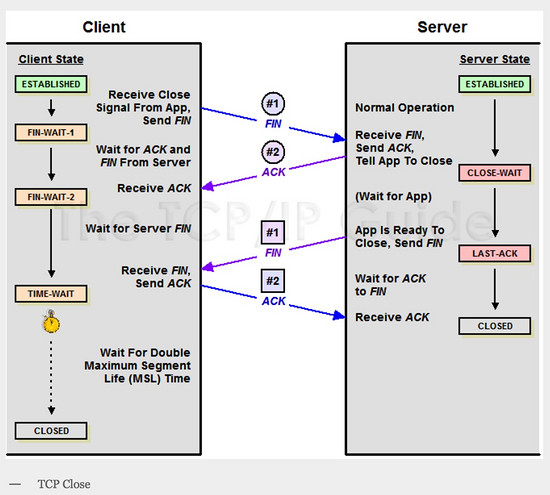 Client
Server
Client State
Server State
ESTABLISHED
ESTABLISHED
Receive Close
Signal From App,
Send FIN
#1
FIN
Normal Operation
FIN-WAIT-1
Receive FIN,
Send ACK,
Tell App To Close
Wait for ACK and
FIN From Server
#2
ACK
CLOSE-WAIT
Receive ACK
FIN-WAIT-2
(Wait for App)
The TCP/IP Guide
Wait for Server FIN
#1
FIN
App Is Ready To
Close, Send FIN
LAST-ACK
Receive FIN,
Send ACK
#2
ACK
Wait for ACK
to FIN
TIME-WAIT
Receive ACK
CLOSED
Wait For Double
Maximum Segment
Life (MSL) Time
CLOSED
— TCP Close